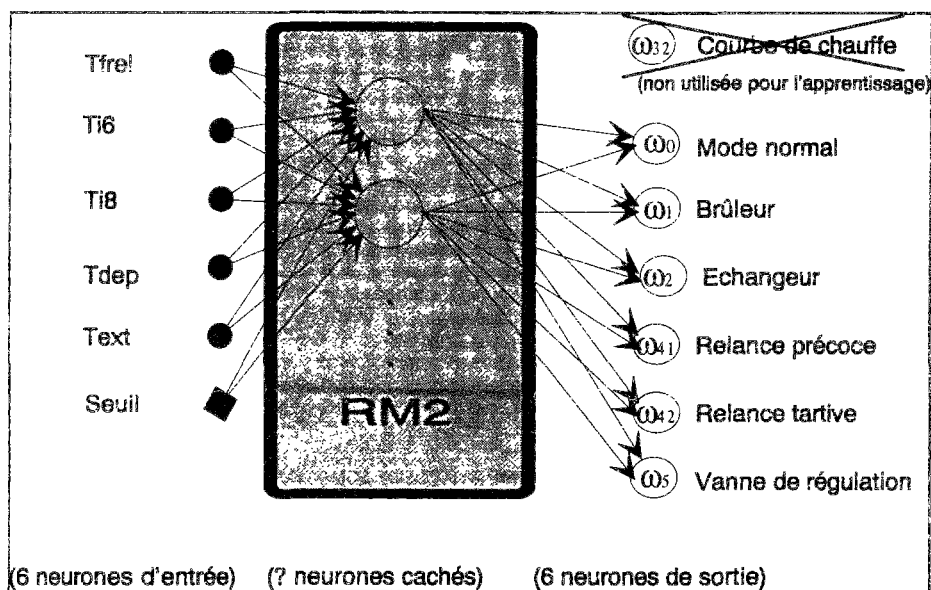 Tfrel
Ti6
Ti8
Tdep
Text
Seuil
RM2
ω32 Courbe de chauffe
(non utilisée pour l'apprentissage)
ω0 Mode normal
ω1 Brûleur
ω2 Echangeur
ω41 Relance précoce
ω42 Relance tartive
ω5 Vanne de régulation
(6 neurones d'entrée) (? neurones cachés) (6 neurones de sortie)